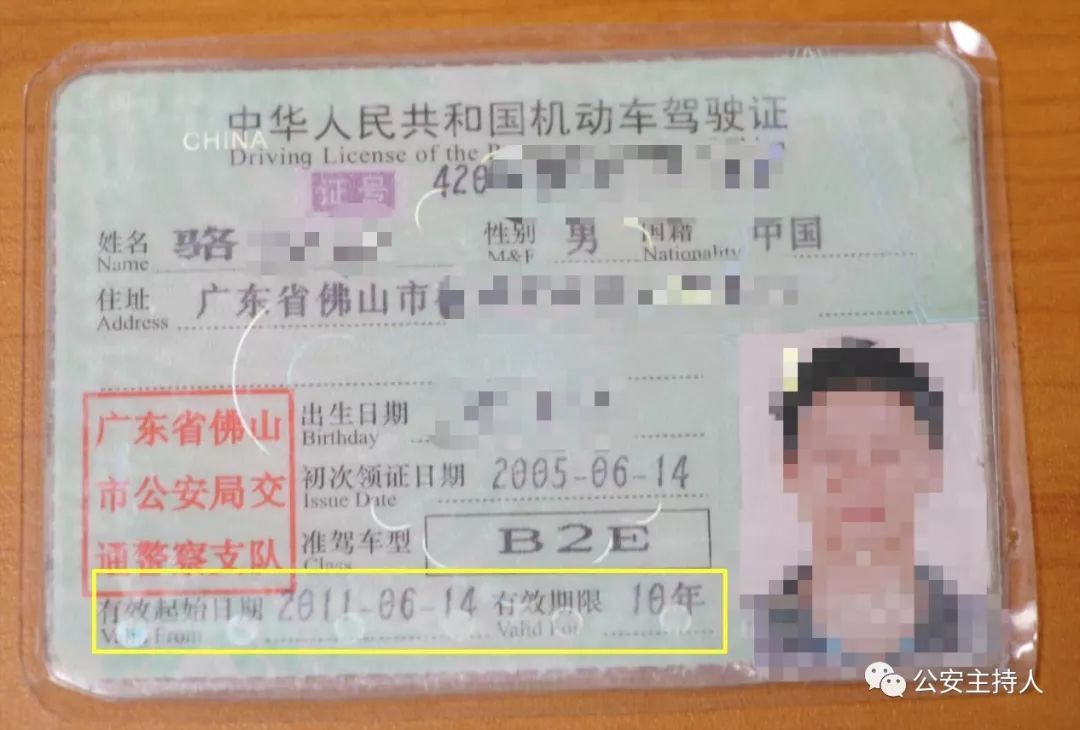 中华人民共和国机动车驾驶证
CHINA
Driving License of the
证号 420
姓名 骆 性别 男 国籍 中国
Name M&F Nationality
住址 广东省佛山市
Address
广东省佛山
市公安局交
通警察支队
出生日期
Birthday
初次领证日期 2005-06-14
Issue Date
准驾车型 B2E
Class
有效起始日期 2011-06-14 有效期限 10年
Valid From Valid For
公安主持人